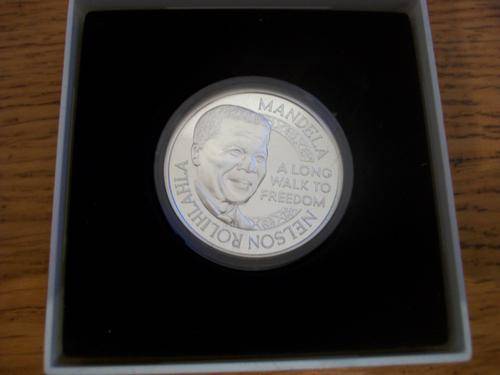 NELSON ROLIHLAHLA
MANDELA
A LONG
WALK TO
FREEDOM